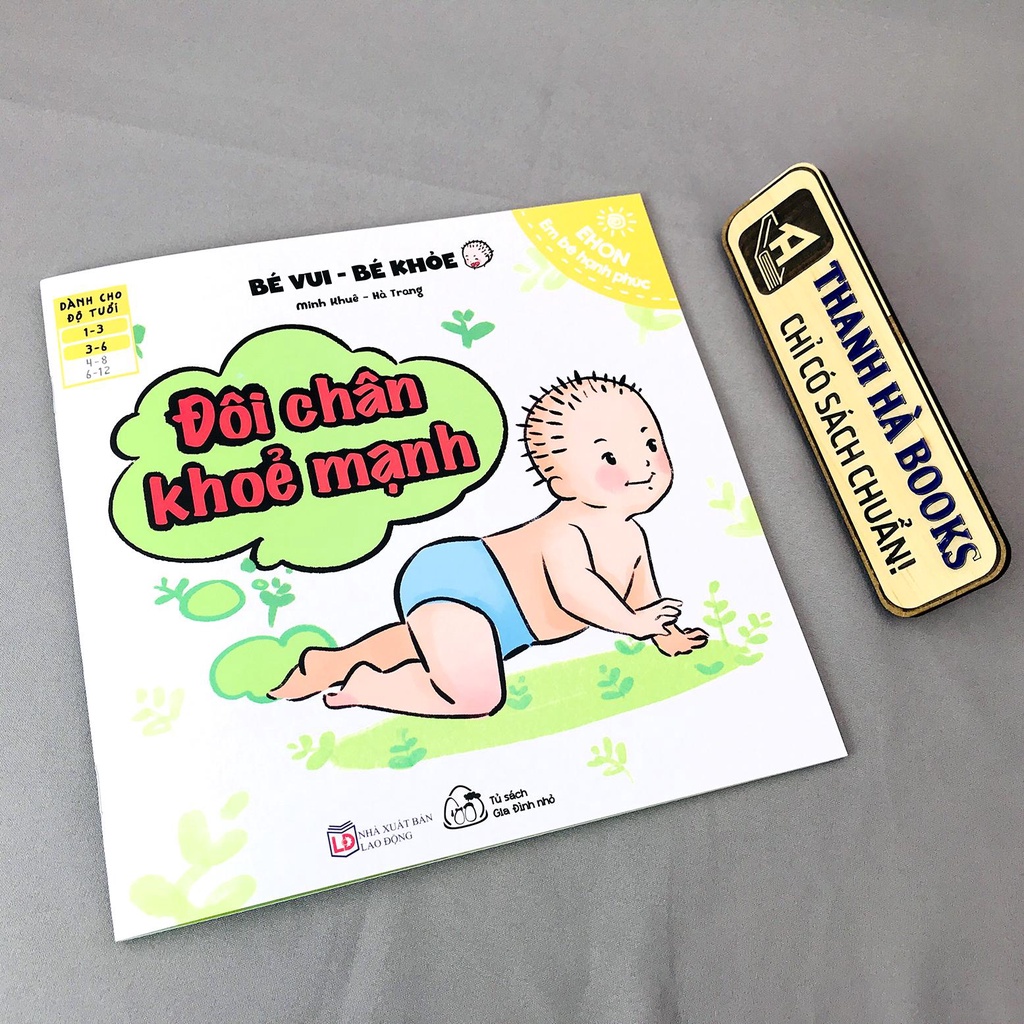 BÉ VUI - BÉ KHỎE
Minh Khuê - Hà Trang
EHON
Em bé hạnh phúc
DÀNH CHO
ĐỘ TUỔI
1-3
3-6
4-8
6-12
Đôi chân
khoẻ mạnh
LĐ
NHÀ XUẤT BẢN
LAO ĐỘNG
Tủ sách
Gia Đình nhỏ
A
THANH HÀ BOOKS
CHỈ CÓ SÁCH CHUẨN!